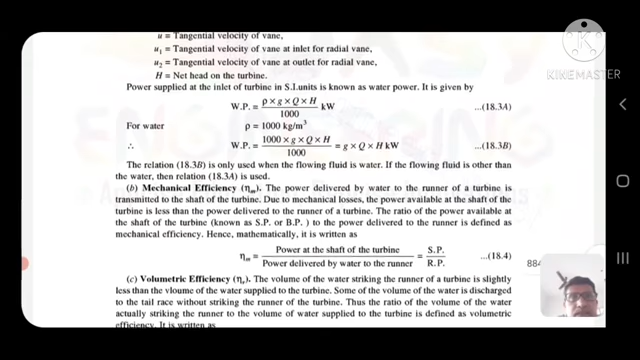 u = Tangential velocity of vane,
u₁ = Tangential velocity of vane at inlet for radial vane,
u₂ = Tangential velocity of vane at outlet for radial vane,
H = Net head on the turbine.
Power supplied at the inlet of turbine in S.I.units is known as water power. It is given by
W.P. = ρ × g × Q × H / 1000 kW ...(18.3A)
For water ρ = 1000 kg/m³
∴ W.P. = 1000 × g × Q × H / 1000 = g × Q × H kW ...(18.3B)
The relation (18.3B) is only used when the flowing fluid is water. If the flowing fluid is other than
the water, then relation (18.3A) is used.
(b) Mechanical Efficiency (ηₘ). The power delivered by water to the runner of a turbine is
transmitted to the shaft of the turbine. Due to mechanical losses, the power available at the shaft of the
turbine is less than the power delivered to the runner of a turbine. The ratio of the power available at
the shaft of the turbine (known as S.P. or B.P.) to the power delivered to the runner is defined as
mechanical efficiency. Hence, mathematically, it is written as
ηₘ = Power at the shaft of the turbine / Power delivered by water to the runner = S.P. / R.P. ...(18.4)
884
(c) Volumetric Efficiency (ηᵥ). The volume of the water striking the runner of a turbine is slightly
less than the vloume of the water supplied to the turbine. Some of the volume of the water is discharged
to the tail race without striking the runner of the turbine. Thus the ratio of the volume of the water
actually striking the runner to the volume of water supplied to the turbine is defined as volumetric
efficiency. It is written as
KINEMASTER